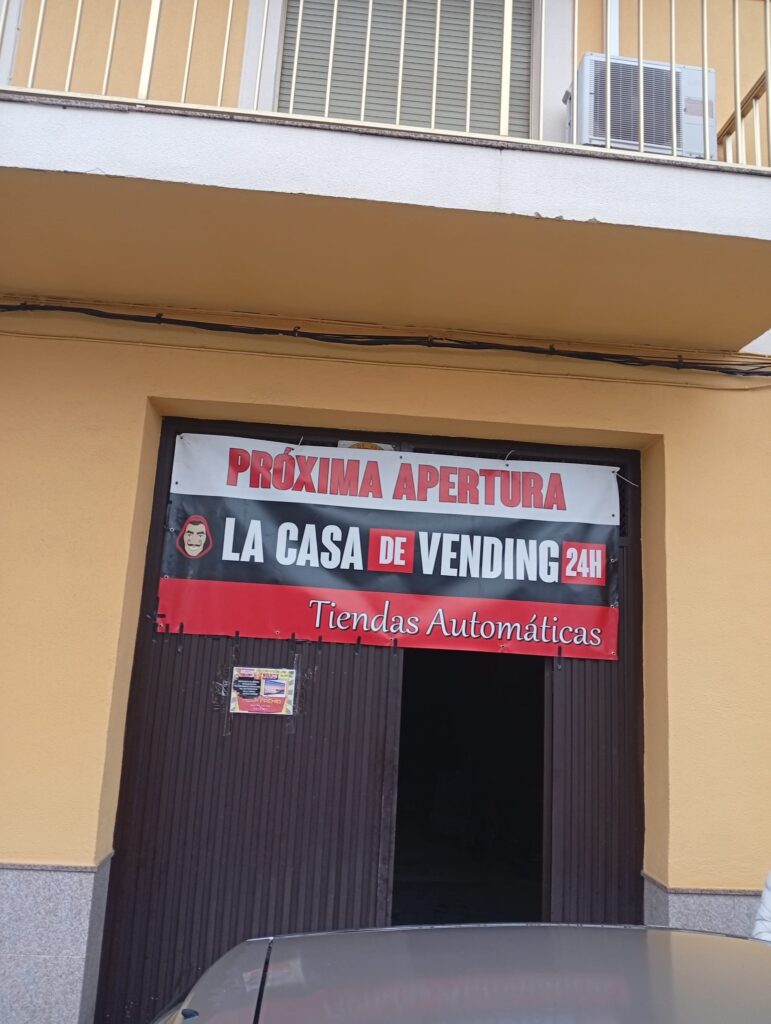 PRÓXIMA APERTURA
LA CASA DE VENDING 24H
Tiendas Automáticas